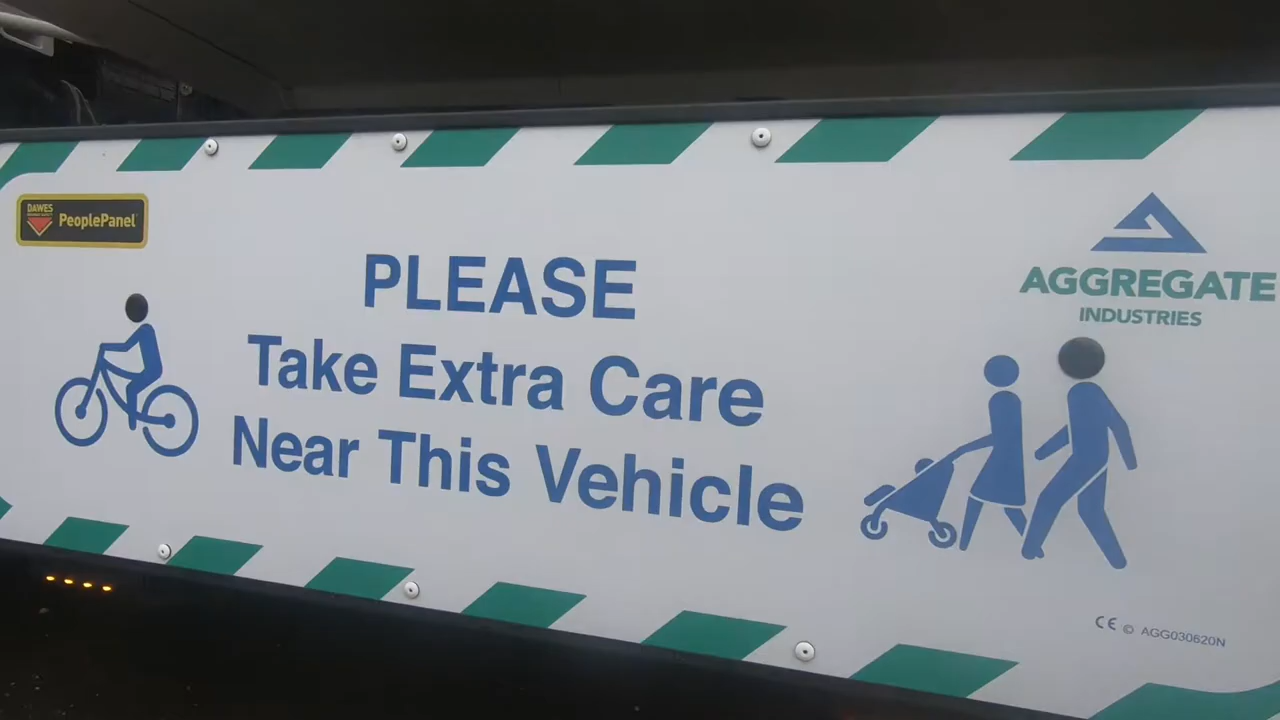 DAWES
PeoplePanel
PLEASE
Take Extra Care
Near This Vehicle
AGGREGATE
INDUSTRIES
CE © AGG030620N